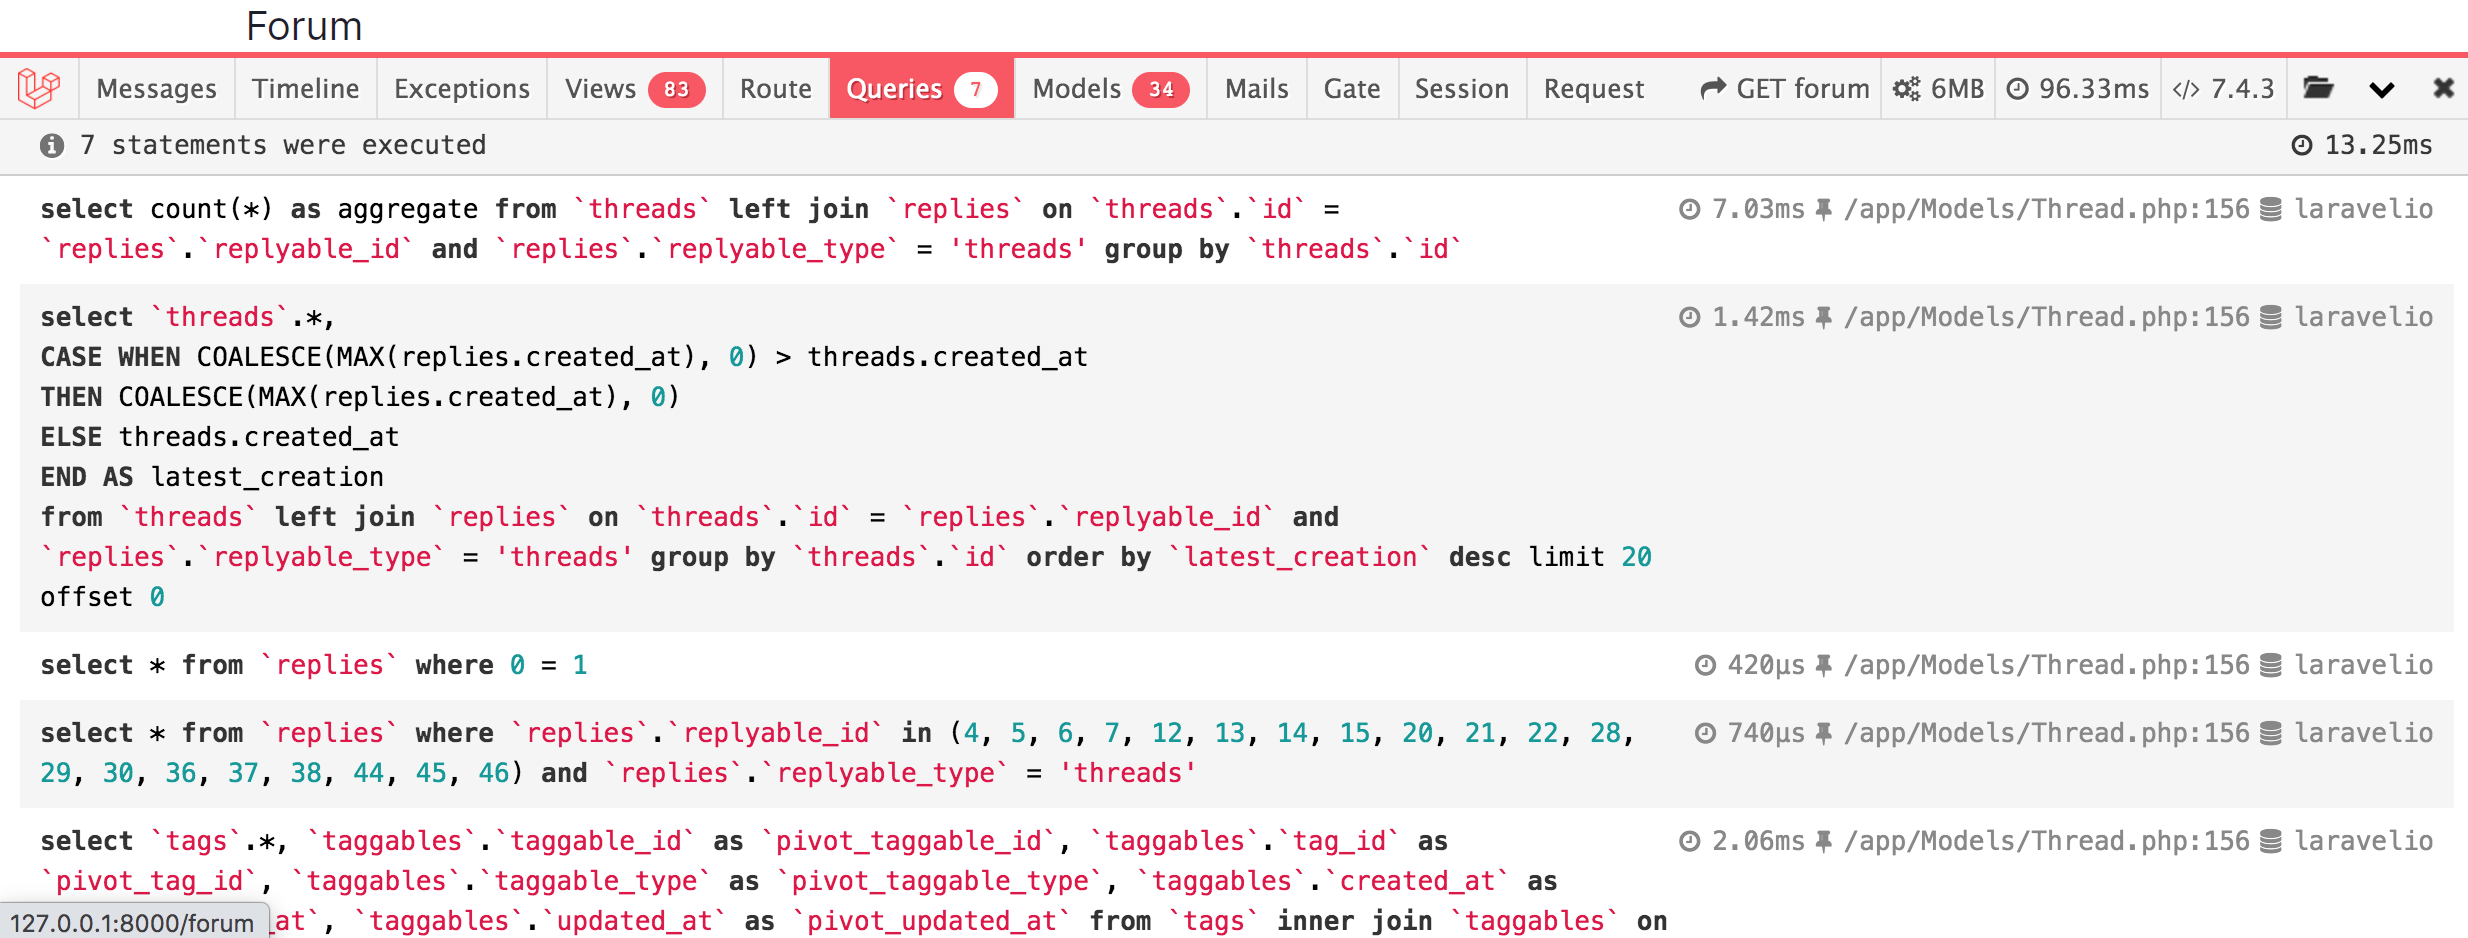 Forum
Messages Timeline Exceptions Views 83 Route Queries 7 Models 34 Mails Gate Session Request GET forum 6MB 96.33ms </> 7.4.3
7 statements were executed 13.25ms
select count(*) as aggregate from `threads` left join `replies` on `threads`.`id` = 7.03ms /app/Models/Thread.php:156 laravelio
`replies`.`replyable_id` and `replies`.`replyable_type` = 'threads' group by `threads`.`id`
select `threads`.*, 1.42ms /app/Models/Thread.php:156 laravelio
CASE WHEN COALESCE(MAX(replies.created_at), 0) > threads.created_at
THEN COALESCE(MAX(replies.created_at), 0)
ELSE threads.created_at
END AS latest_creation
from `threads` left join `replies` on `threads`.`id` = `replies`.`replyable_id` and
`replies`.`replyable_type` = 'threads' group by `threads`.`id` order by `latest_creation` desc limit 20
offset 0
select * from `replies` where 0 = 1 420μs /app/Models/Thread.php:156 laravelio
select * from `replies` where `replies`.`replyable_id` in (4, 5, 6, 7, 12, 13, 14, 15, 20, 21, 22, 28, 740μs /app/Models/Thread.php:156 laravelio
29, 30, 36, 37, 38, 44, 45, 46) and `replies`.`replyable_type` = 'threads'
select `tags`.*, `taggables`.`taggable_id` as `pivot_taggable_id`, `taggables`.`tag_id` as 2.06ms /app/Models/Thread.php:156 laravelio
`pivot_tag_id`, `taggables`.`taggable_type` as `pivot_taggable_type`, `taggables`.`created_at` as
127.0.0.1:8000/forum _at`, `taggables`.`updated_at` as `pivot_updated_at` from `tags` inner join `taggables` on